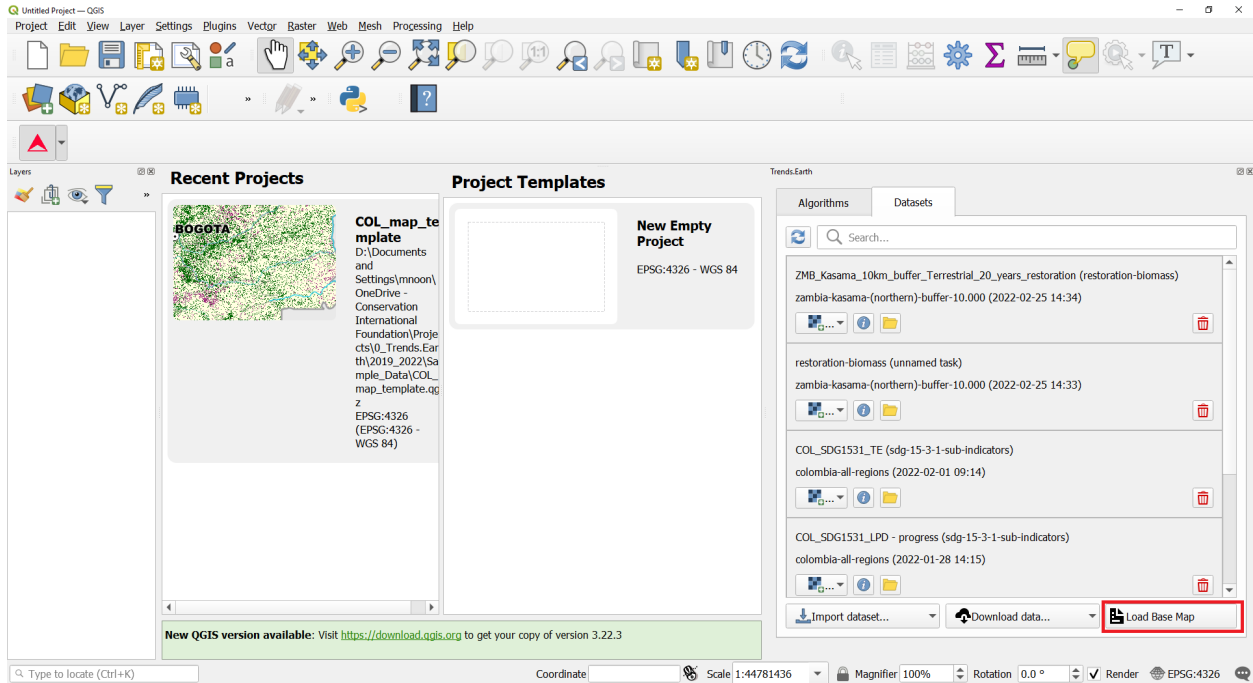 Untitled Project — QGIS
Project Edit View Layer Settings Plugins Vector Raster Web Mesh Processing Help
a
1:1
Σ
T
» » ?
Layers
»
Recent Projects
BOGOTA
COL_map_te
mplate
D:\Documents
and
Settings\mnoon\
OneDrive -
Conservation
International
Foundation\Proje
cts\0_Trends.Ear
th\2019_2022\Sa
mple_Data\COL_
map_template.qg
z
EPSG:4326
(EPSG:4326 -
WGS 84)
Project Templates
New Empty
Project
EPSG:4326 - WGS 84
New QGIS version available: Visit https://download.qgis.org to get your copy of version 3.22.3
Trends.Earth
Algorithms Datasets
Search...
ZMB_Kasama_10km_buffer_Terrestrial_20_years_restoration (restoration-biomass)
zambia-kasama-(northern)-buffer-10.000 (2022-02-25 14:34)
...
restoration-biomass (unnamed task)
zambia-kasama-(northern)-buffer-10.000 (2022-02-25 14:33)
...
COL_SDG1531_TE (sdg-15-3-1-sub-indicators)
colombia-all-regions (2022-02-01 09:14)
...
COL_SDG1531_LPD - progress (sdg-15-3-1-sub-indicators)
colombia-all-regions (2022-01-28 14:15)
...
Import dataset... Download data... Load Base Map
Type to locate (Ctrl+K) Coordinate Scale 1:44781436 Magnifier 100% Rotation 0.0 ° Render EPSG:4326